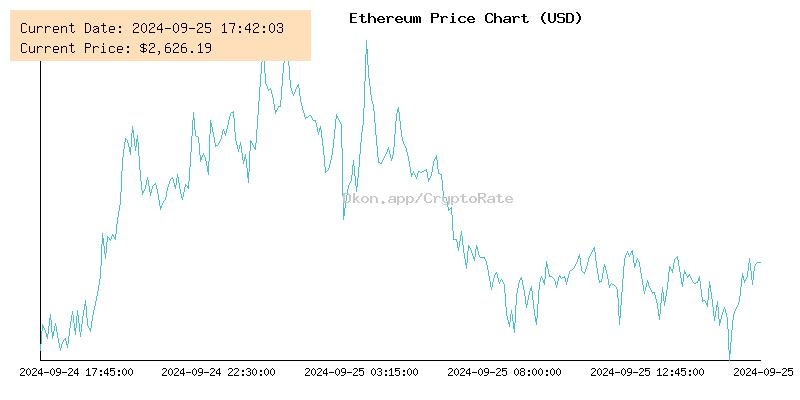 Ethereum Price Chart (USD)
Current Date: 2024-09-25 17:42:03
Current Price: $2,626.19
0kon.app/CryptoRate
2024-09-24 17:45:00
2024-09-24 22:30:00
2024-09-25 03:15:00
2024-09-25 08:00:00
2024-09-25 12:45:00
2024-09-25